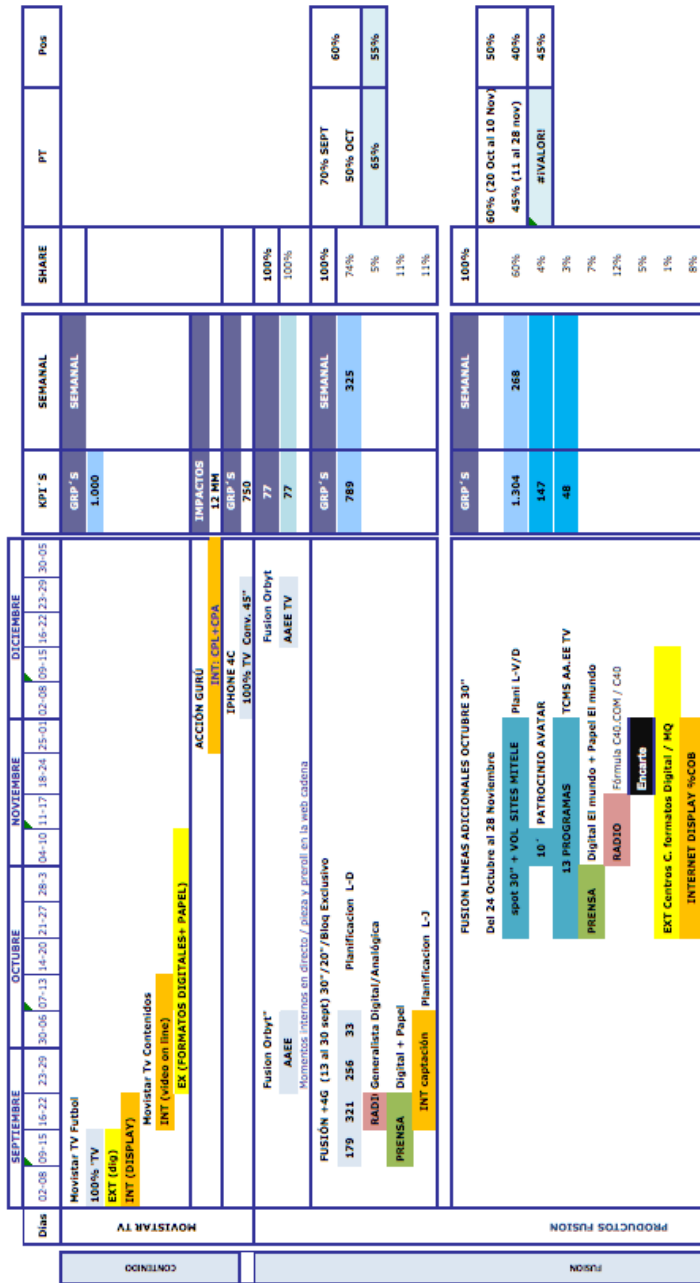 SEPTIEMBRE OCTUBRE NOVIEMBRE DICIEMBRE
Dias 02-08 09-15 16-22 23-29 30-06 07-13 14-20 21-27 28-3 04-10 11-17 18-24 25-01 02-08 09-15 16-22 23-29 30-05 KPI´S SEMANAL SHARE PT Pos
CONTENIDO
MOVISTAR TV
Movistar TV Futbol GRP´S SEMANAL
100% TV 1.000
EXT (dig)
INT (DISPLAY)
Movistar Tv Contenidos
INT (video on line)
EX (FORMATOS DIGITALES+ PAPEL)
ACCIÓN GURÚ IMPACTOS
INT: CPL+CPA 12 MM
IPHONE 4C GRP´S
100% TV Conv. 45" 750
FUSION
PRODUCTOS FUSION
Fusion Orbyt" Fusion Orbyt 77 100%
AAEE AAEE TV 77 100%
Momentos internos en directo / pieza y preroll en la web cadena
FUSIÓN +4G (13 al 30 sept) 30"/20"/Bloq Exclusivo GRP´S SEMANAL 100% 70% SEPT
179 321 256 33 Planificacion L-D 789 325 74% 50% OCT 60%
RADIO Generalista Digital/Analógica 5% 65% 55%
PRENSA Digital + Papel 11%
INT captación Planificacion L-J 11%
FUSION LINEAS ADICIONALES OCTUBRE 30" GRP´S SEMANAL 100%
Del 24 Octubre al 28 Noviembre 60% (20 Oct al 10 Nov) 50%
spot 30" + VOL SITES MITELE Plani L-V/D 1.304 268 60% 45% (11 al 28 nov) 40%
10´ PATROCINIO AVATAR 147 4% #¡VALOR! 45%
13 PROGRAMAS TCMS AA.EE TV 48 3%
PRENSA Digital El mundo + Papel El mundo 7%
RADIO Fórmula C40.COM / C40 12%
Encarte 5%
EXT Centros C. formatos Digital / MQ 1%
INTERNET DISPLAY %COB 8%